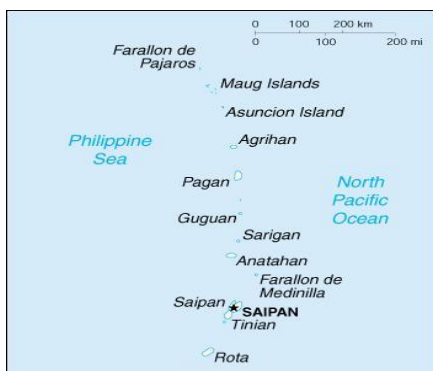 0 100 200 km
0 100 200 mi
Farallon de
Pajaros
Maug Islands
Asuncion Island
Philippine
Sea
Agrihan
Pagan
North
Pacific
Ocean
Guguan
Sarigan
Anatahan
Farallon de
Medinilla
Saipan
SAIPAN
Tinian
Rota